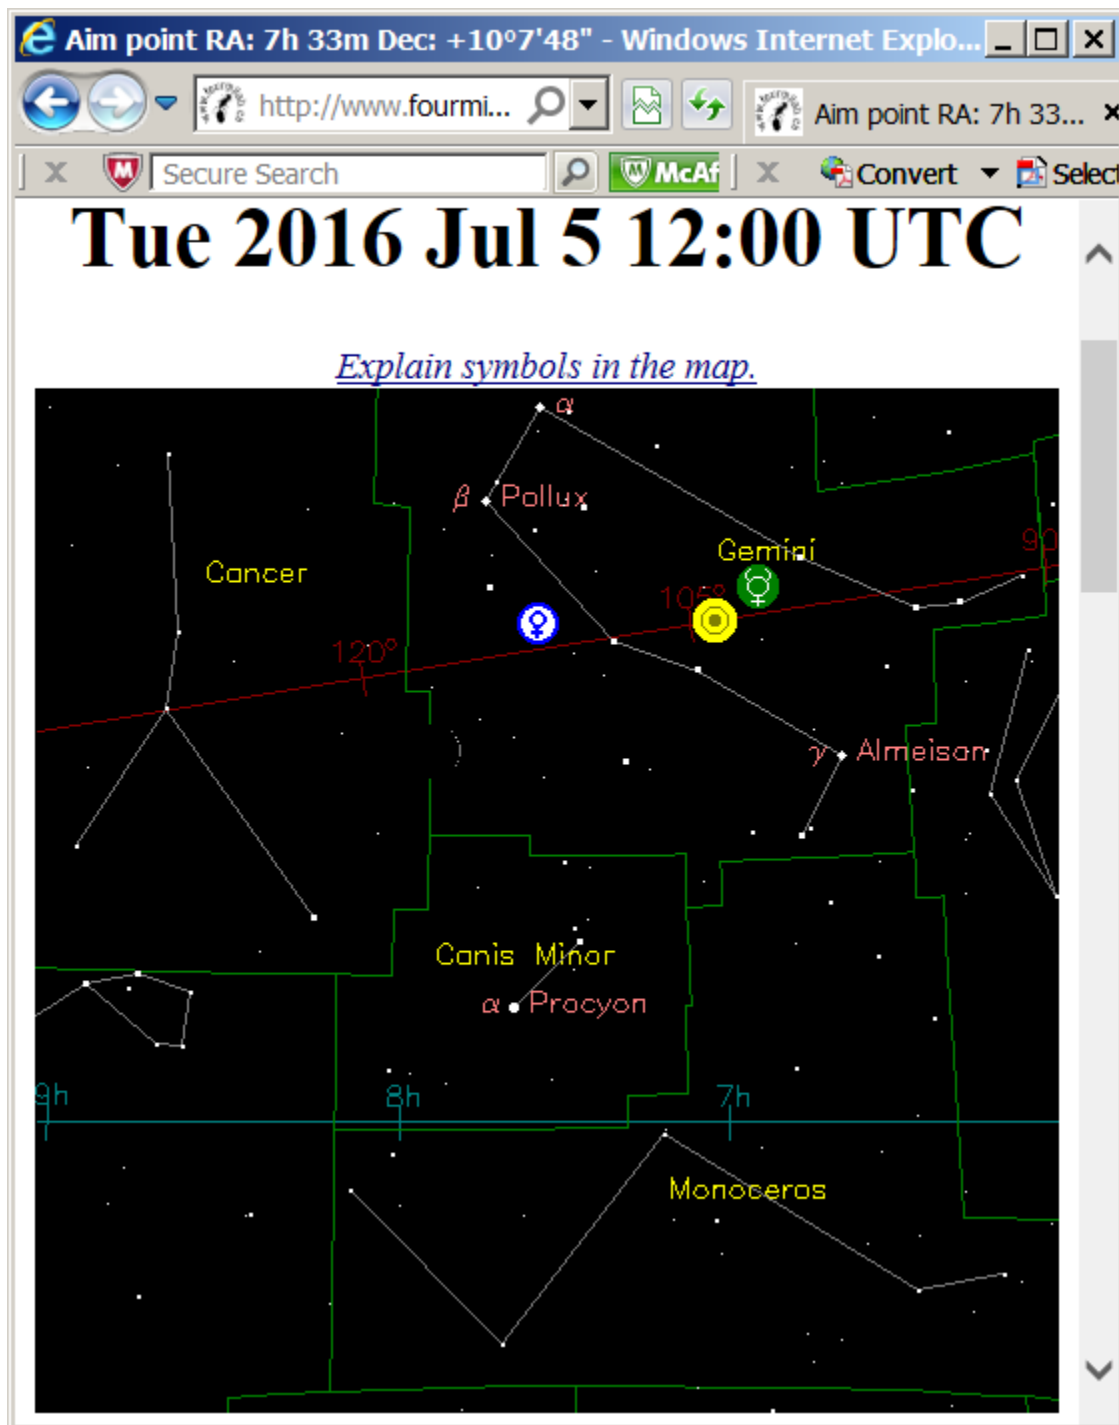 Aim point RA: 7h 33m Dec: +10°7'48" - Windows Internet Explo...
http://www.fourmi...
Aim point RA: 7h 33...
Secure Search
McAf
Convert
Select
Tue 2016 Jul 5 12:00 UTC
Explain symbols in the map.
α
β Pollux
Gemini
90
Cancer
105°
120°
γ Almeisan
Canis Minor
α Procyon
9h
8h
7h
Monoceros